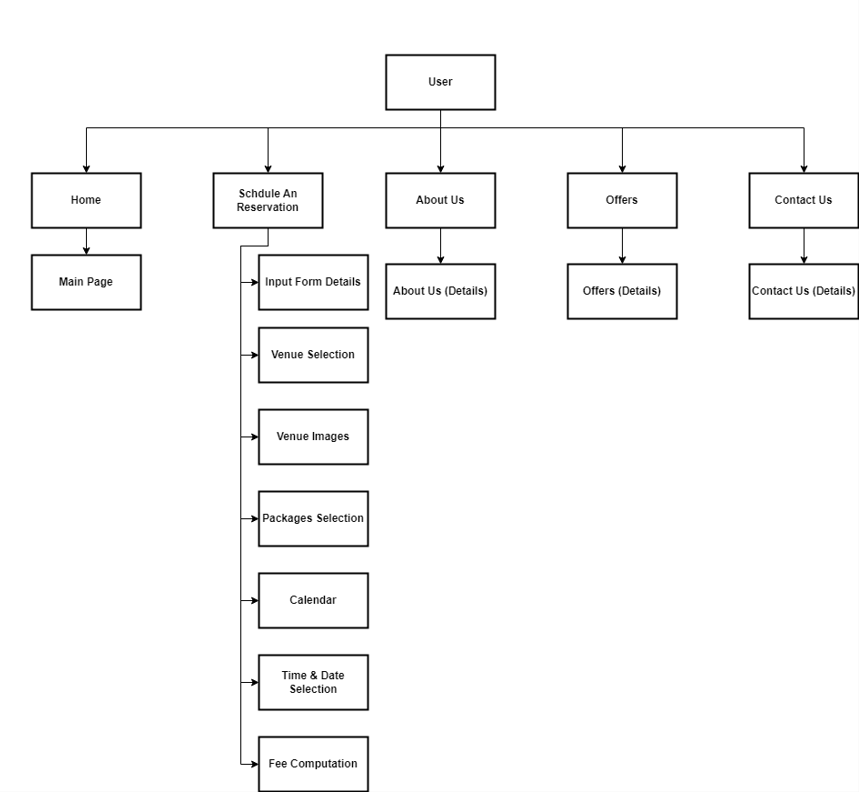 User
Home
Schdule An
Reservation
About Us
Offers
Contact Us
Main Page
Input Form Details
About Us (Details)
Offers (Details)
Contact Us (Details)
Venue Selection
Venue Images
Packages Selection
Calendar
Time & Date
Selection
Fee Computation